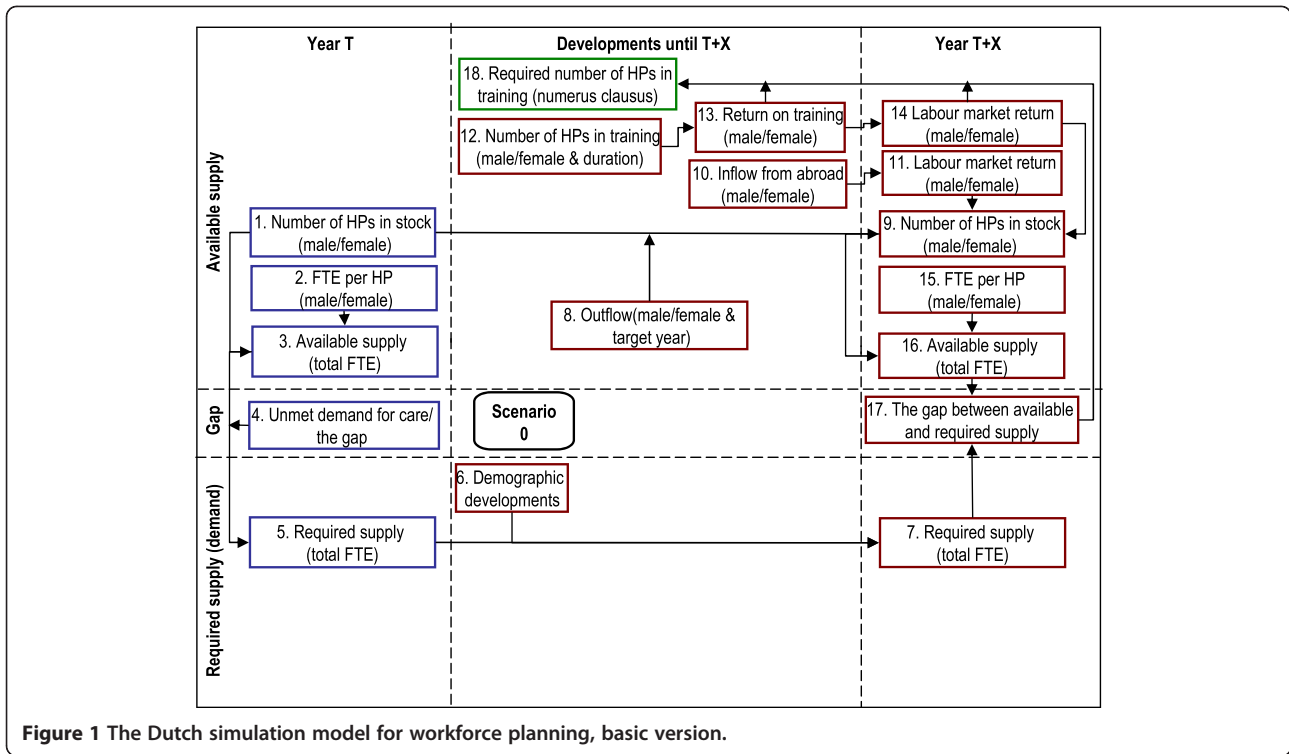 Year T
Developments until T+X
Year T+X
Available supply
18. Required number of HPs in
training (numerus clausus)
13. Return on training
(male/female)
14 Labour market return
(male/female)
12. Number of HPs in training
(male/female & duration)
10. Inflow from abroad
(male/female)
11. Labour market return
(male/female)
1. Number of HPs in stock
(male/female)
9. Number of HPs in stock
(male/female)
2. FTE per HP
(male/female)
15. FTE per HP
(male/female)
8. Outflow(male/female &
target year)
3. Available supply
(total FTE)
16. Available supply
(total FTE)
Gap
4. Unmet demand for care/
the gap
Scenario
0
17. The gap between available
and required supply
Required supply (demand)
6. Demographic
developments
5. Required supply
(total FTE)
7. Required supply
(total FTE)
Figure 1 The Dutch simulation model for workforce planning, basic version.